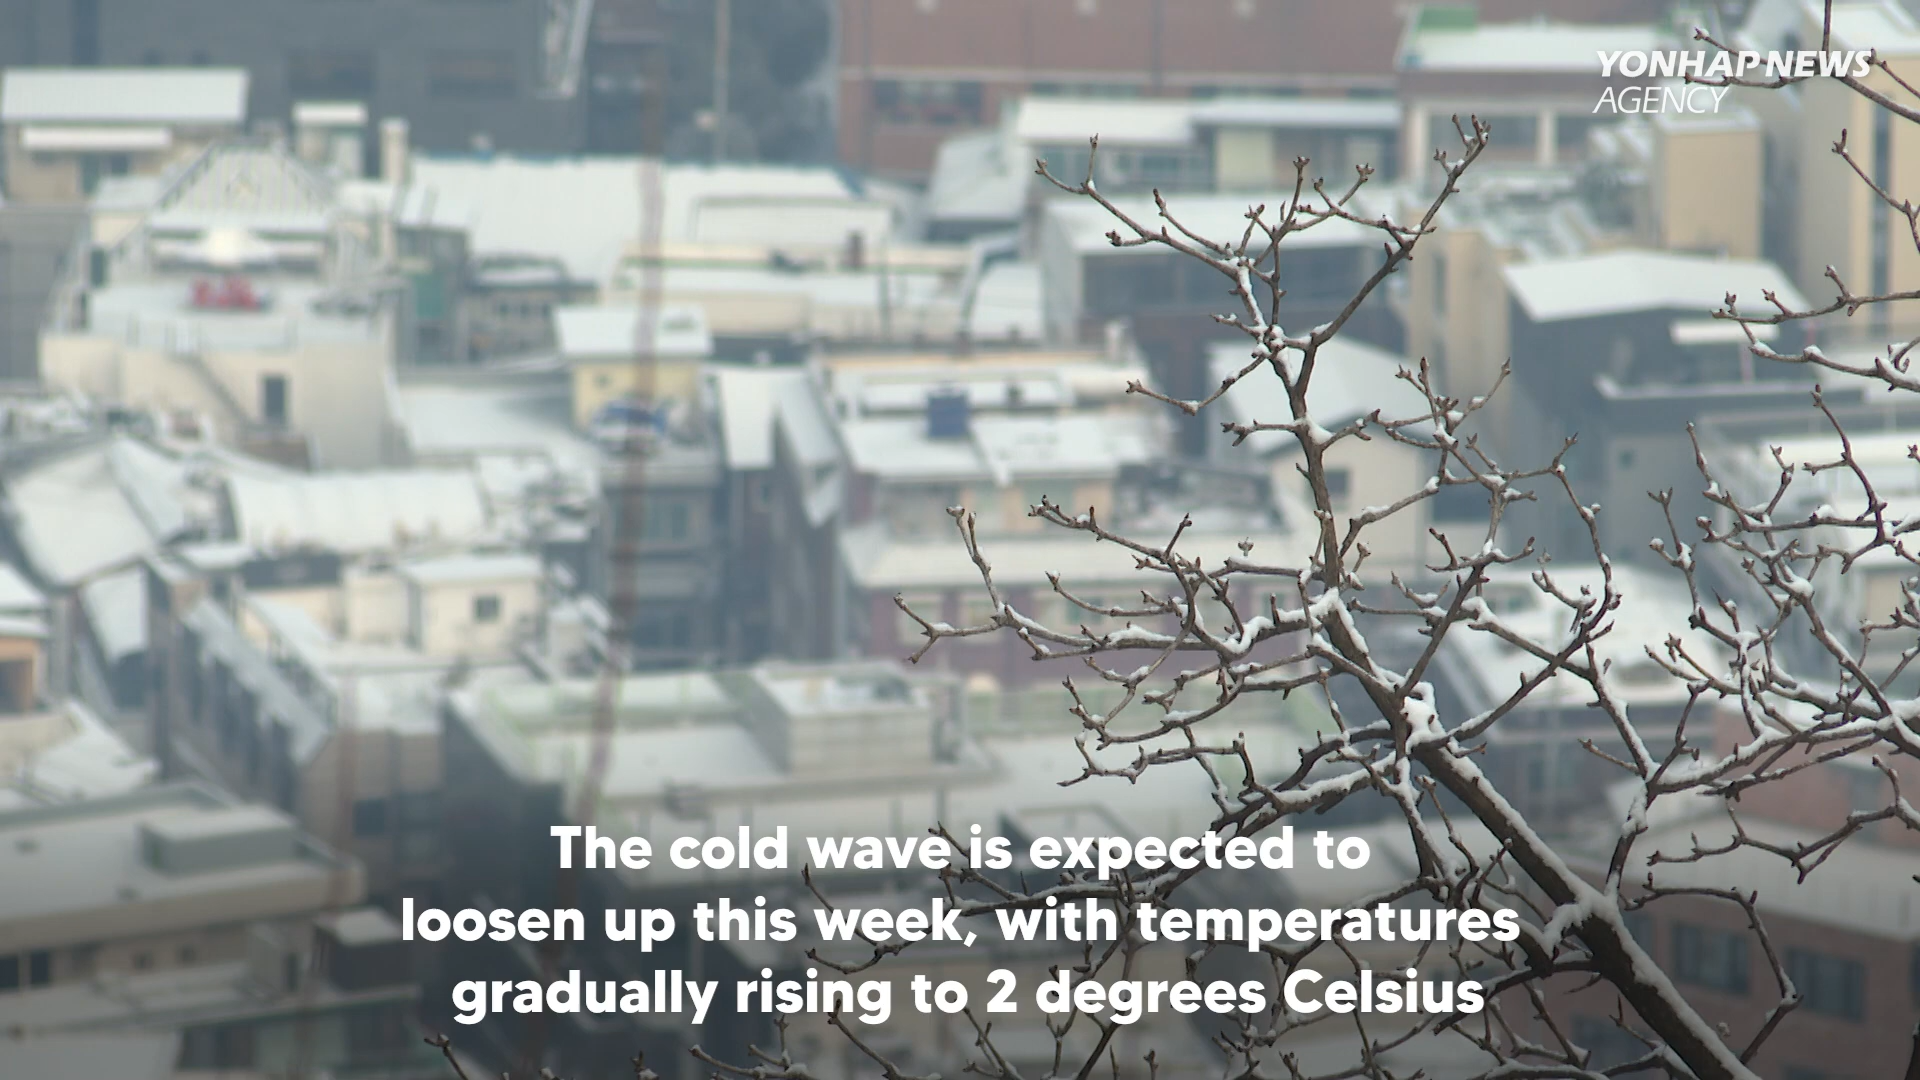 YONHAP NEWS
AGENCY
The cold wave is expected to
loosen up this week, with temperatures
gradually rising to 2 degrees Celsius